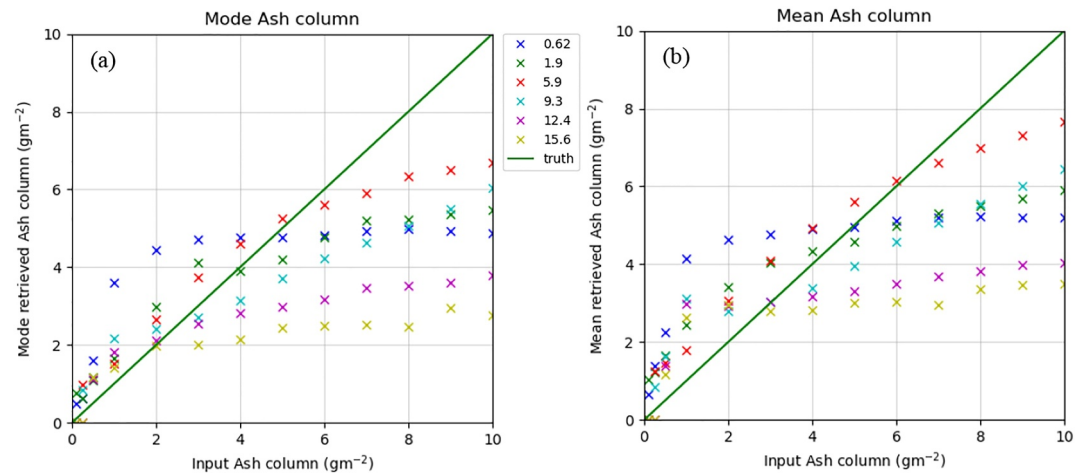 Mode Ash column
Mean Ash column
(a)
(b)
10
8
6
4
2
0
Mode retrieved Ash column (gm⁻²)
0 2 4 6 8 10
Input Ash column (gm⁻²)
0.62
1.9
5.9
9.3
12.4
15.6
truth
10
8
6
4
2
0
Mean retrieved Ash column (gm⁻²)
0 2 4 6 8 10
Input Ash column (gm⁻²)